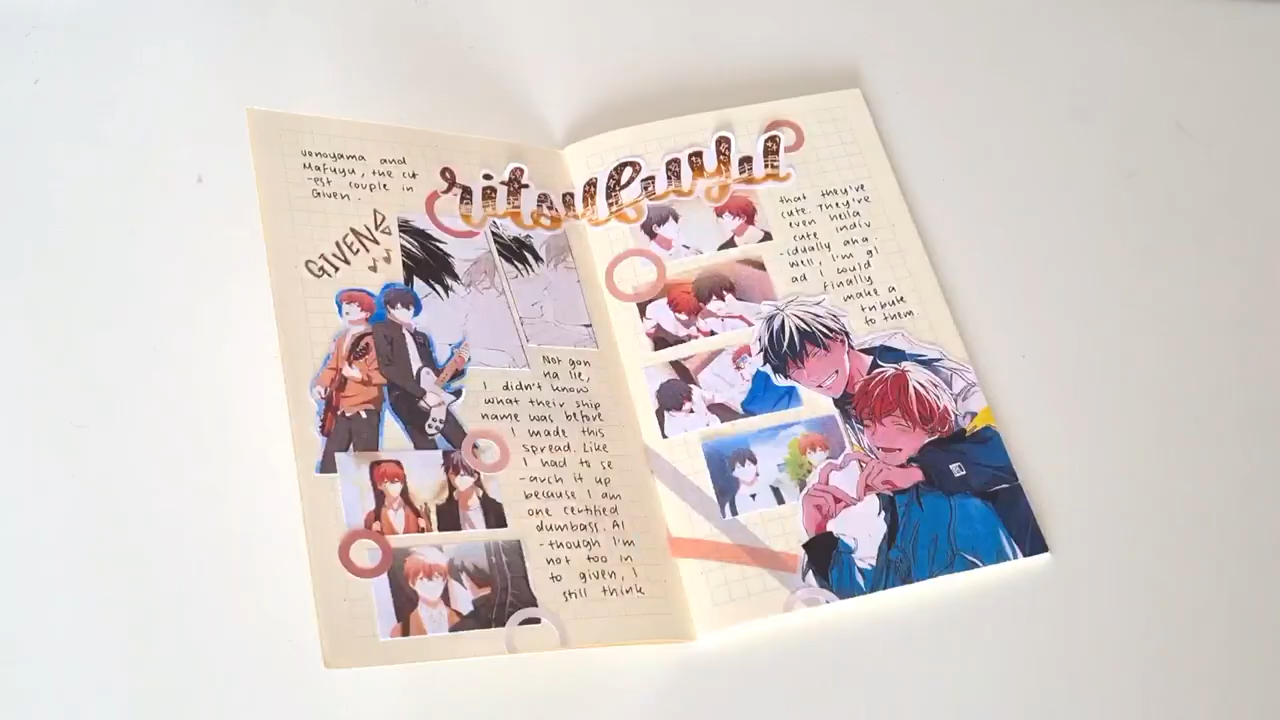 uenoyama and
Mafuyu, the cut
-est couple in
Given.
GIVEN
ritsufuyu
Not gon
na lie,
I didn't know
what their ship
name was before
I made this
spread. Like
I had to se
-arch it up
because I am
one certified
dumbass. Al
-though I'm
not too in
to given, I
still think
that they've
cute. They've
even hella
cute indiv
-idually aha.
Well, I'm gl
ad I could
finally
make a
tribute
to them.